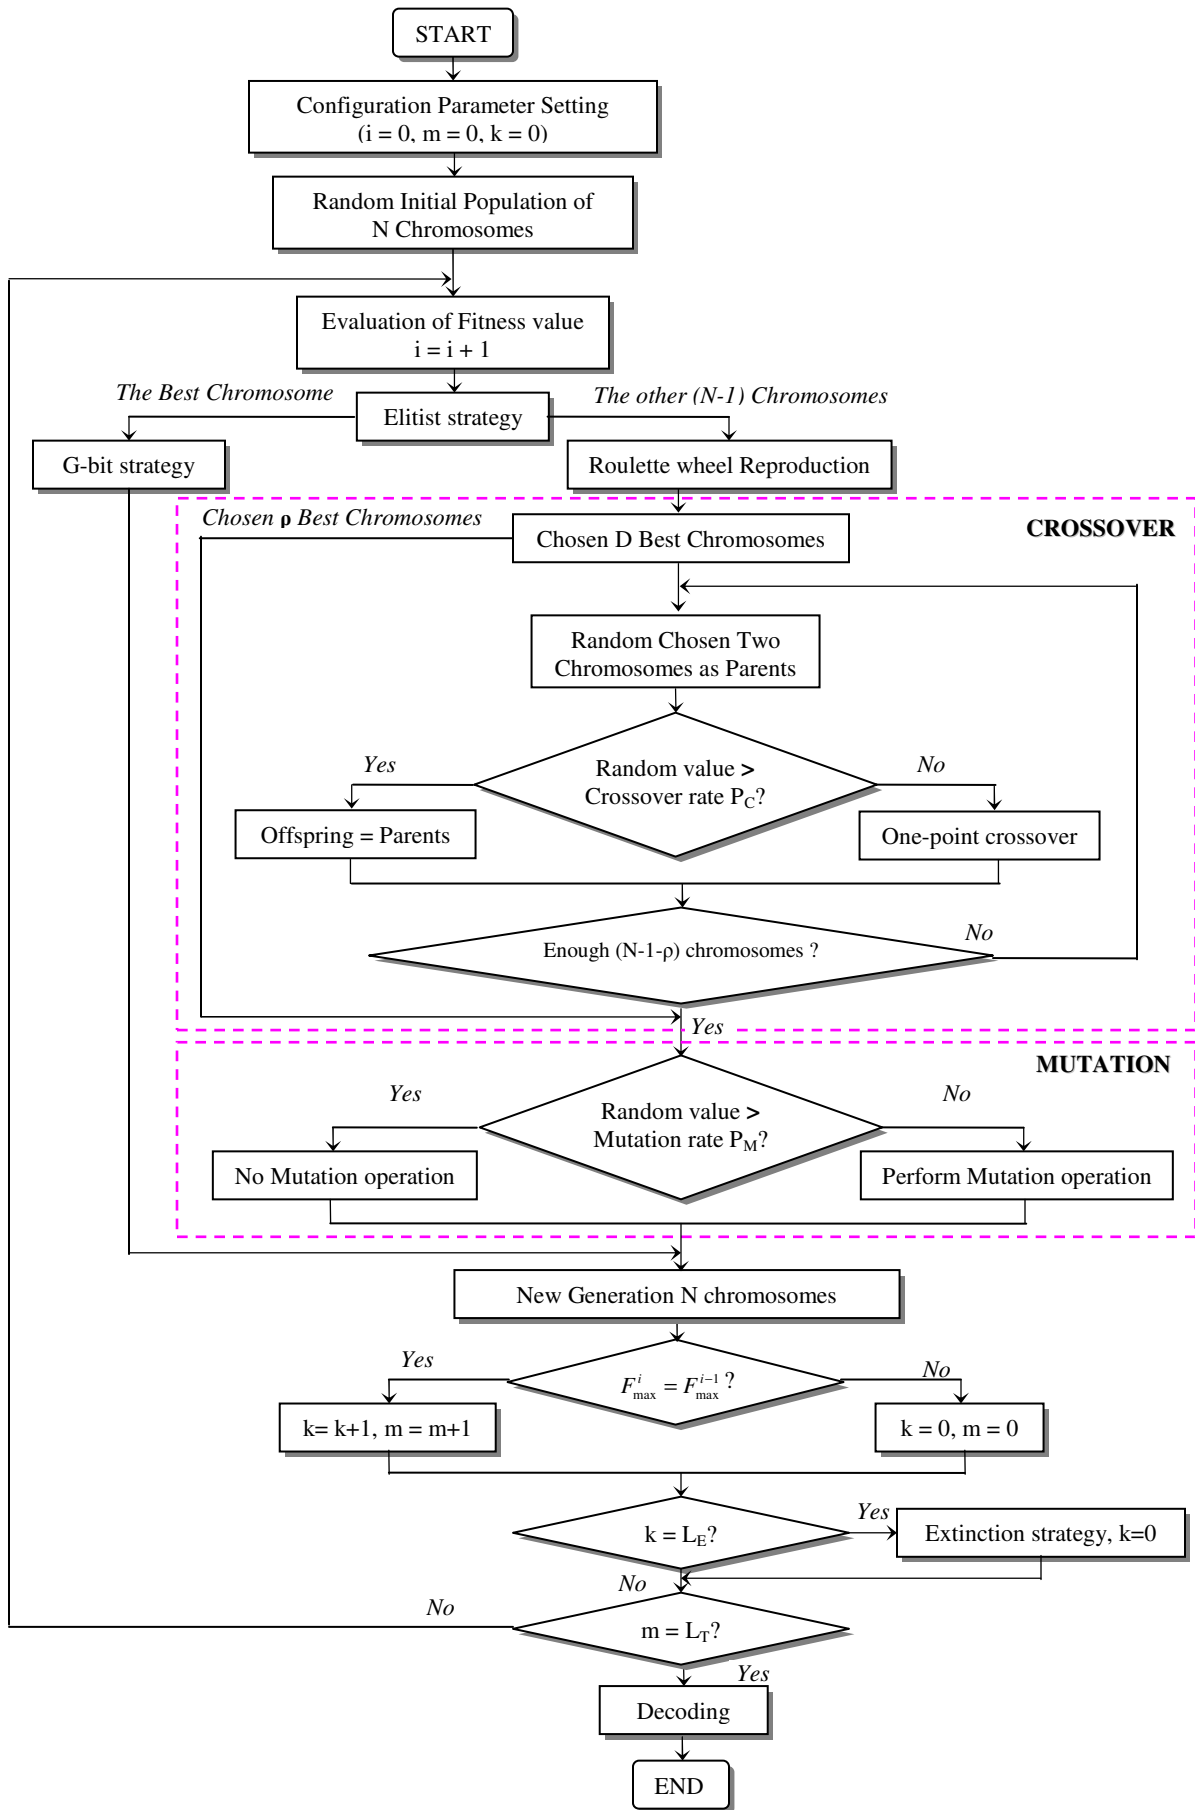 START
Configuration Parameter Setting
(i = 0, m = 0, k = 0)
Random Initial Population of
N Chromosomes
Evaluation of Fitness value
i = i + 1
The Best Chromosome
Elitist strategy
The other (N-1) Chromosomes
G-bit strategy
Roulette wheel Reproduction
Chosen ρ Best Chromosomes
CROSSOVER
Chosen D Best Chromosomes
Random Chosen Two
Chromosomes as Parents
Yes
Random value >
Crossover rate P_C?
No
Offspring = Parents
One-point crossover
Enough (N-1-ρ) chromosomes ?
No
Yes
MUTATION
Yes
Random value >
Mutation rate P_M?
No
No Mutation operation
Perform Mutation operation
New Generation N chromosomes
Yes
F^i_max = F^{i-1}_max ?
No
k= k+1, m = m+1
k = 0, m = 0
k = L_E?
Yes
Extinction strategy, k=0
No
No
m = L_T?
Yes
Decoding
END